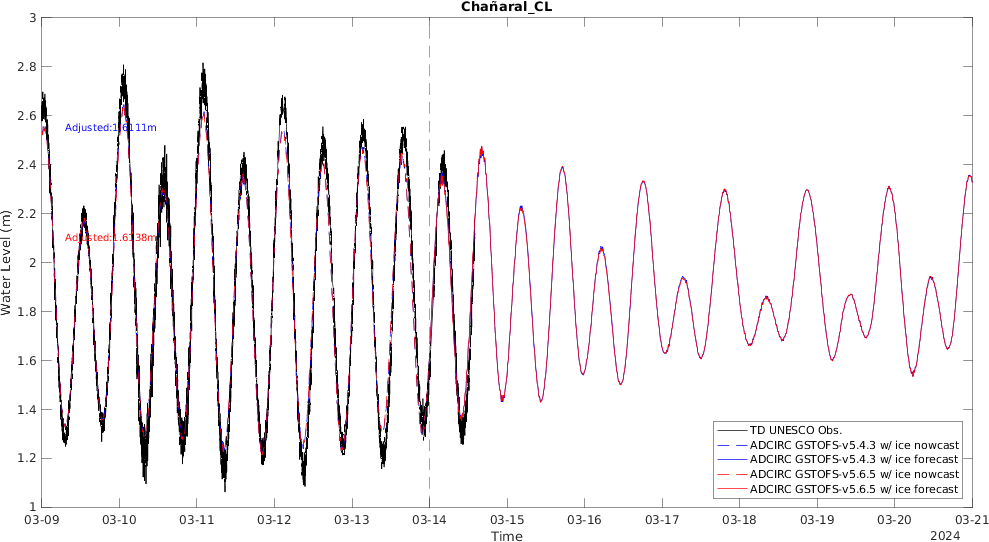 Chañaral_CL
3
2.8
2.6
2.4
2.2
2
1.8
1.6
1.4
1.2
1
Water Level (m)
Adjusted:1.6111m
Adjusted:1.6138m
TD UNESCO Obs.
ADCIRC GSTOFS-v5.4.3 w/ ice nowcast
ADCIRC GSTOFS-v5.4.3 w/ ice forecast
ADCIRC GSTOFS-v5.6.5 w/ ice nowcast
ADCIRC GSTOFS-v5.6.5 w/ ice forecast
03-09 03-10 03-11 03-12 03-13 03-14 03-15 03-16 03-17 03-18 03-19 03-20 03-21
Time
2024